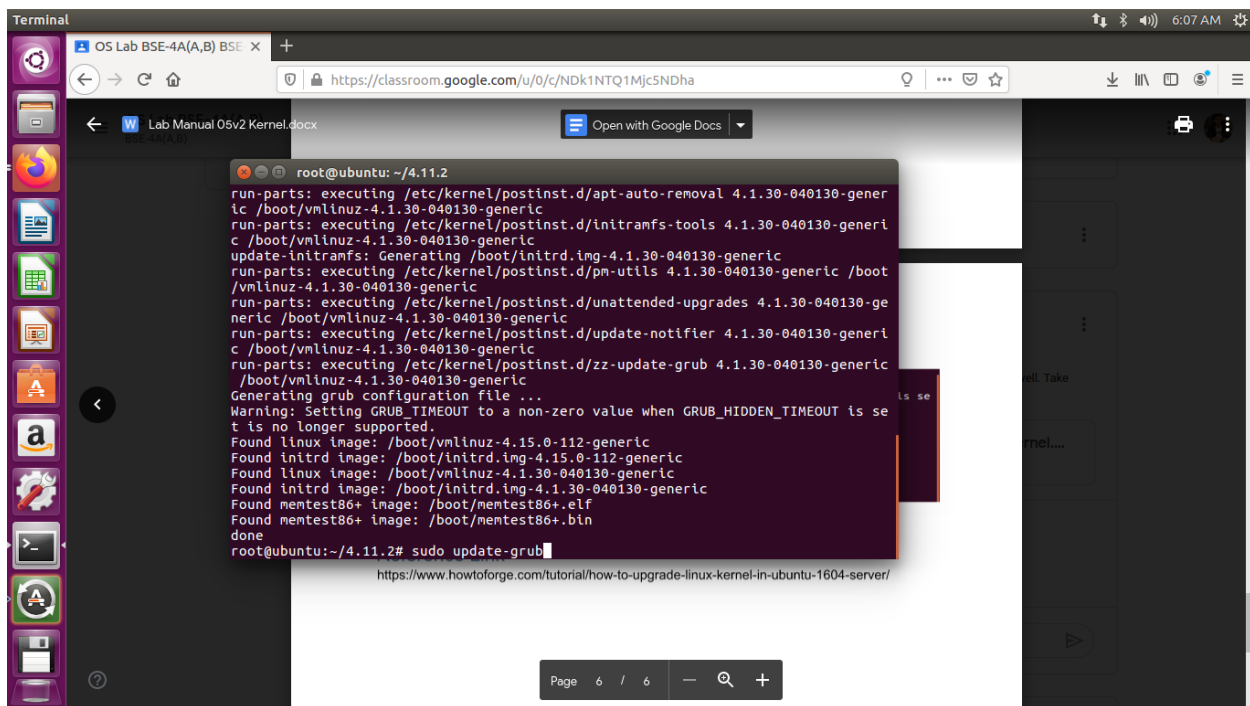 Terminal
6:07 AM
OS Lab BSE-4A(A,B) BSE
https://classroom.google.com/u/0/c/NDk1NTQ1Mjc5NDha
W Lab Manual 05v2 Kernel.docx
BSE-4A(A,B)
Open with Google Docs
root@ubuntu: ~/4.11.2
run-parts: executing /etc/kernel/postinst.d/apt-auto-removal 4.1.30-040130-gener
ic /boot/vmlinuz-4.1.30-040130-generic
run-parts: executing /etc/kernel/postinst.d/initramfs-tools 4.1.30-040130-generi
c /boot/vmlinuz-4.1.30-040130-generic
update-initramfs: Generating /boot/initrd.img-4.1.30-040130-generic
run-parts: executing /etc/kernel/postinst.d/pm-utils 4.1.30-040130-generic /boot
/vmlinuz-4.1.30-040130-generic
run-parts: executing /etc/kernel/postinst.d/unattended-upgrades 4.1.30-040130-ge
neric /boot/vmlinuz-4.1.30-040130-generic
run-parts: executing /etc/kernel/postinst.d/update-notifier 4.1.30-040130-generi
c /boot/vmlinuz-4.1.30-040130-generic
run-parts: executing /etc/kernel/postinst.d/zz-update-grub 4.1.30-040130-generic
/boot/vmlinuz-4.1.30-040130-generic
Generating grub configuration file ...
Warning: Setting GRUB_TIMEOUT to a non-zero value when GRUB_HIDDEN_TIMEOUT is se
t is no longer supported.
Found linux image: /boot/vmlinuz-4.15.0-112-generic
Found initrd image: /boot/initrd.img-4.15.0-112-generic
Found linux image: /boot/vmlinuz-4.1.30-040130-generic
Found initrd image: /boot/initrd.img-4.1.30-040130-generic
Found memtest86+ image: /boot/memtest86+.elf
Found memtest86+ image: /boot/memtest86+.bin
done
root@ubuntu:~/4.11.2# sudo update-grub
vell. Take
is se
rnel....
https://www.howtoforge.com/tutorial/how-to-upgrade-linux-kernel-in-ubuntu-1604-server/
Page 6 / 6